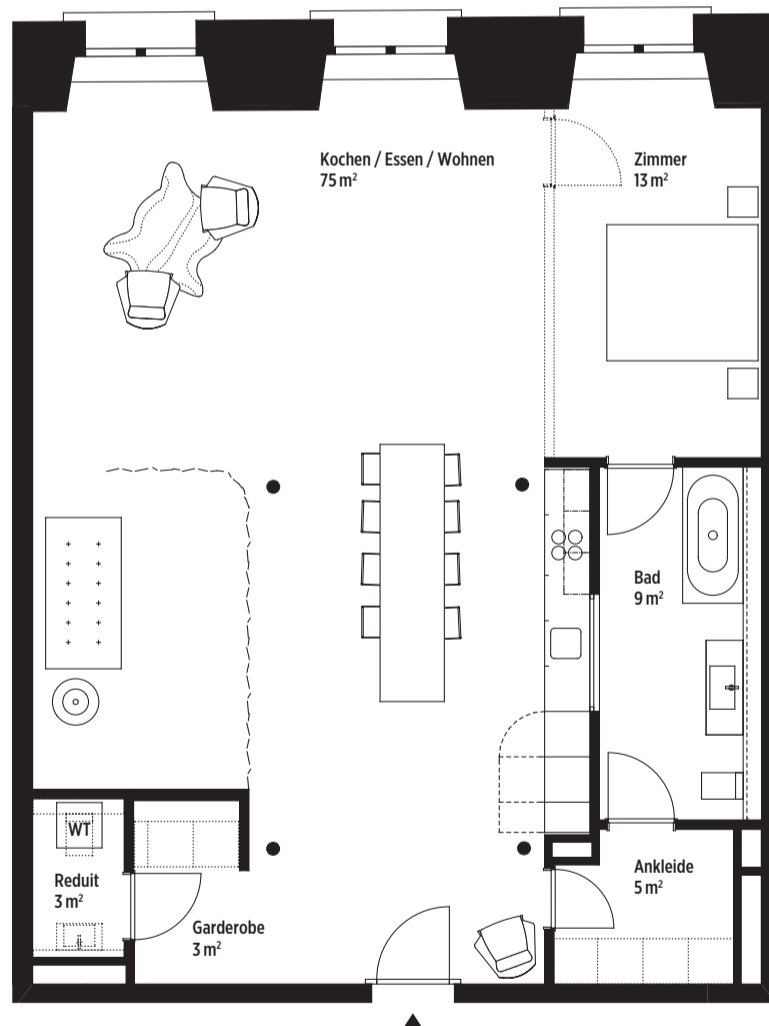 Kochen / Essen / Wohnen
75 m²
Zimmer
13 m²
Bad
9 m²
WT
Reduit
3 m²
Garderobe
3 m²
Ankleide
5 m²